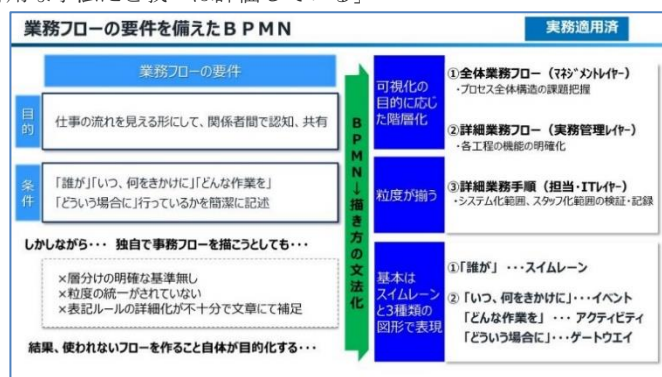 業務フローの要件を備えたBPMN
実務適用済
業務フローの要件
目的
仕事の流れを見える形にして、関係者間で認知、共有
条件
「誰が」「いつ、何をきかけに」「どんな作業を」
「どういう場合に」行っているかを簡潔に記述
しかしながら・・・ 独自で事務フローを描こうとしても・・・
×層分けの明確な基準無し
×粒度の統一がされていない
×表記ルールの詳細化が不十分で文章にて補足
結果、使われないフローを作ること自体が目的化する・・・
BPMN↓描き方の文法化
可視化の
目的に応じ
た階層化
①全体業務フロー(マネジメントレイヤー)
・プロセス全体構造の課題把握
②詳細業務フロー(実務管理レイヤー)
・各工程の機能の明確化
粒度が揃う
③詳細業務手順(担当・ITレイヤー)
・システム化範囲、スタッフ化範囲の検証・記録
基本は
スイムレーン
と3種類の
図形で表現
①「誰が」・・・スイムレーン
②「いつ、何をきかけに」・・・イベント
「どんな作業を」・・・アクティビティ
「どういう場合に」・・・ゲートウエイ